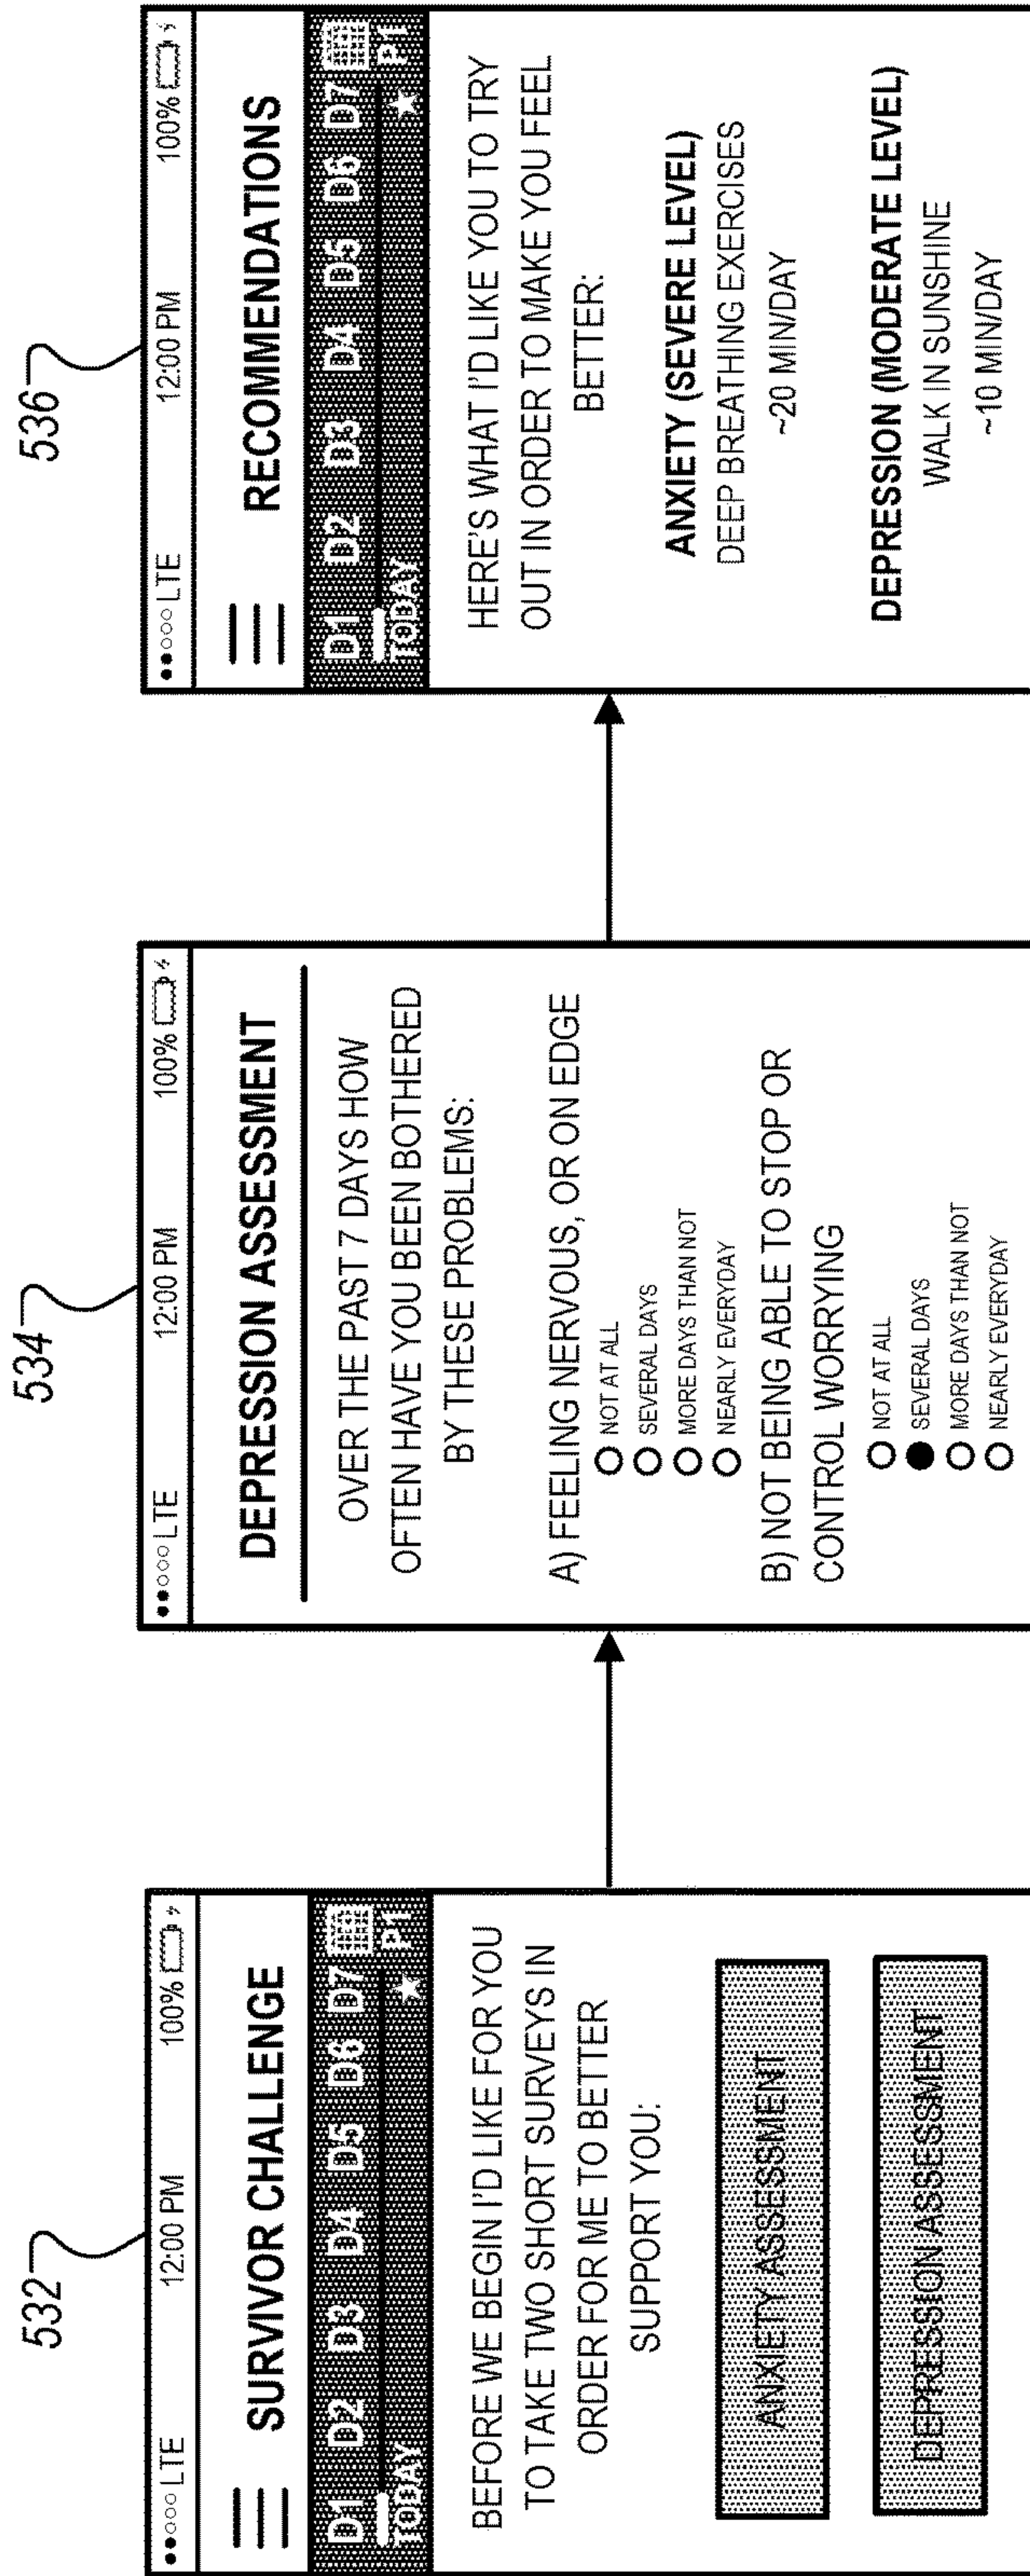 532
●●○○○ LTE 12:00 PM 100%
SURVIVOR CHALLENGE
D1 D2 D3 D4 D5 D6 D7
TODAY P1
BEFORE WE BEGIN I'D LIKE FOR YOU
TO TAKE TWO SHORT SURVEYS IN
ORDER FOR ME TO BETTER
SUPPORT YOU:
ANXIETY ASSESSMENT
DEPRESSION ASSESSMENT
534
●●○○○ LTE 12:00 PM 100%
DEPRESSION ASSESSMENT
OVER THE PAST 7 DAYS HOW
OFTEN HAVE YOU BEEN BOTHERED
BY THESE PROBLEMS:
A) FEELING NERVOUS, OR ON EDGE
NOT AT ALL
SEVERAL DAYS
MORE DAYS THAN NOT
NEARLY EVERYDAY
B) NOT BEING ABLE TO STOP OR
CONTROL WORRYING
NOT AT ALL
SEVERAL DAYS
MORE DAYS THAN NOT
NEARLY EVERYDAY
536
●●○○○ LTE 12:00 PM 100%
RECOMMENDATIONS
D1 D2 D3 D4 D5 D6 D7
TODAY P1
HERE'S WHAT I'D LIKE YOU TO TRY
OUT IN ORDER TO MAKE YOU FEEL
BETTER:
ANXIETY (SEVERE LEVEL)
DEEP BREATHING EXERCISES
~20 MIN/DAY
DEPRESSION (MODERATE LEVEL)
WALK IN SUNSHINE
~10 MIN/DAY